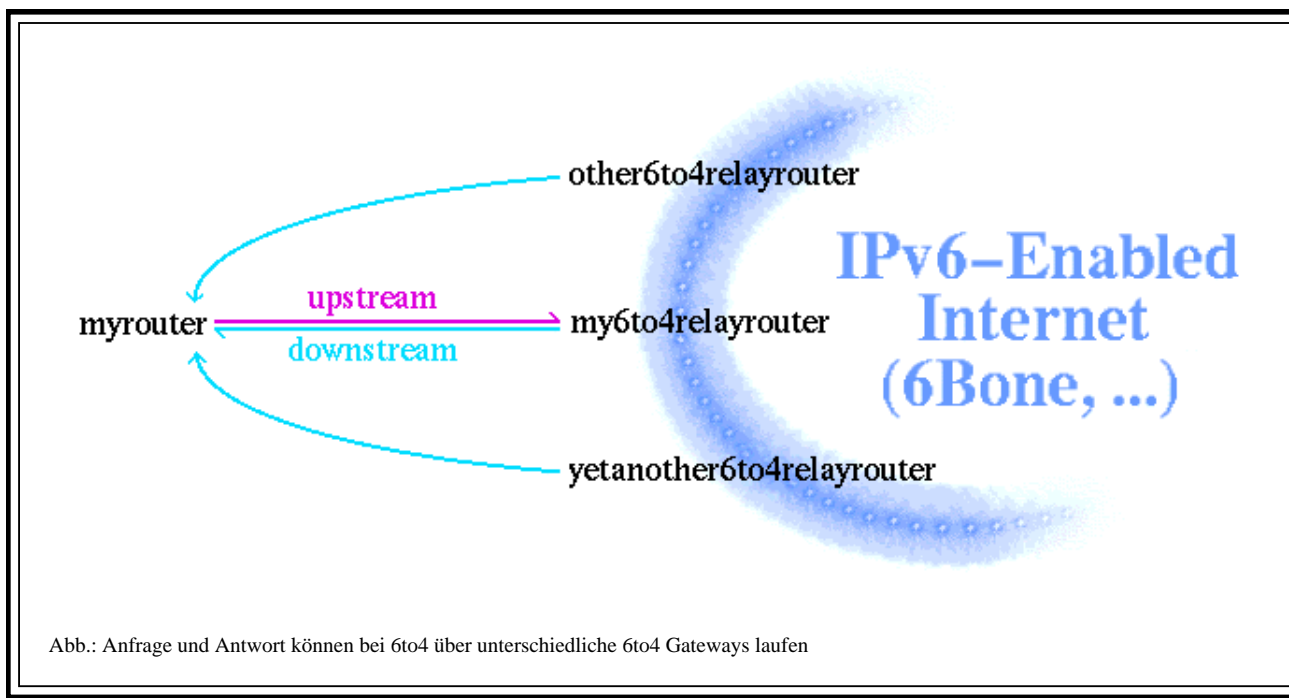 other6to4relayrouter
IPv6–Enabled
Internet
(6Bone, ...)
upstream
myrouter
my6to4relayrouter
downstream
yetanother6to4relayrouter
Abb.: Anfrage und Antwort können bei 6to4 über unterschiedliche 6to4 Gateways laufen